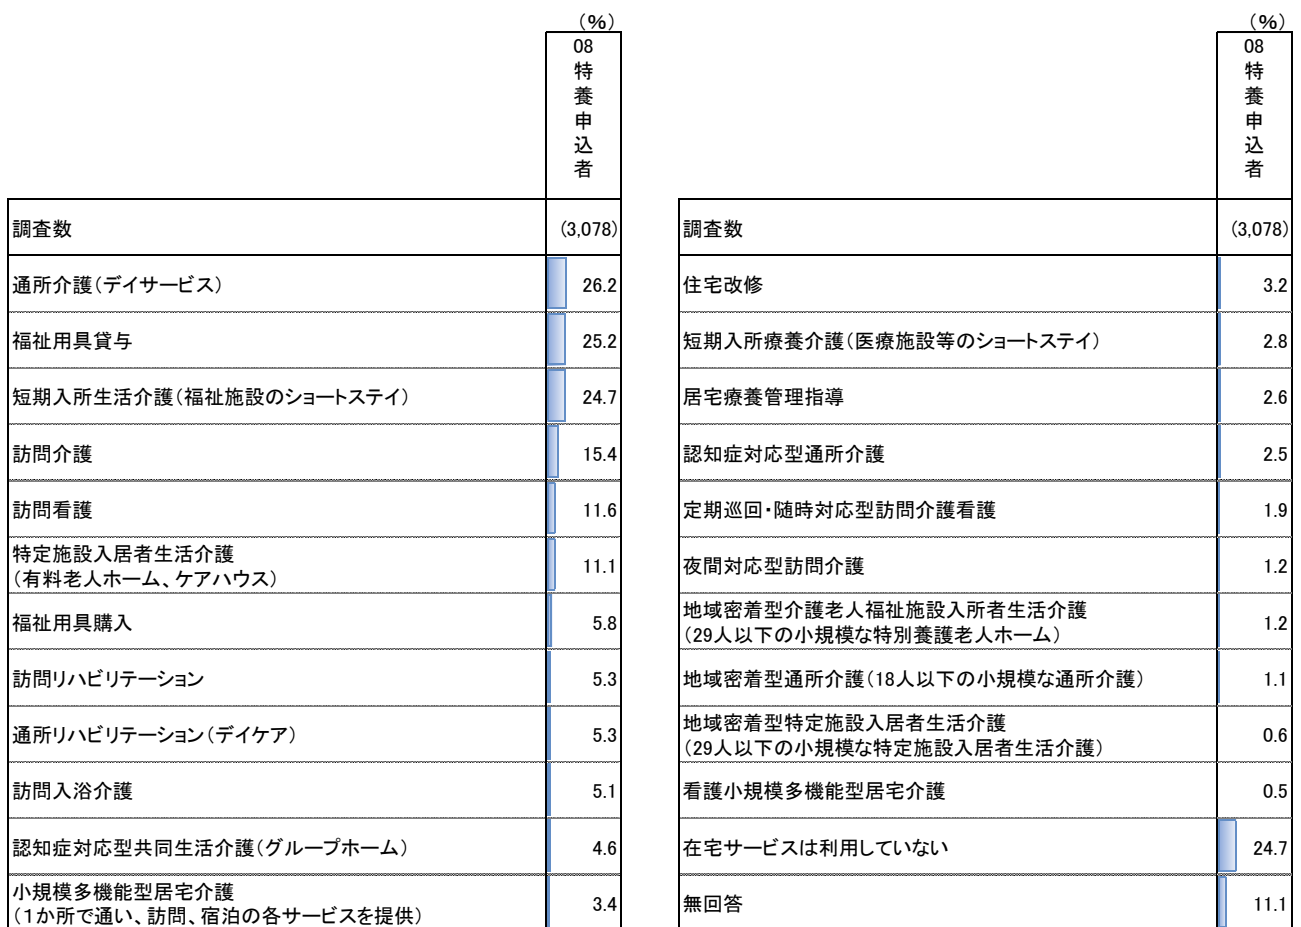 （%）
08
特
養
申
込
者
調査数
(3,078)
通所介護（デイサービス）
26.2
福祉用具貸与
25.2
短期入所生活介護（福祉施設のショートステイ）
24.7
訪問介護
15.4
訪問看護
11.6
特定施設入居者生活介護
（有料老人ホーム、ケアハウス）
11.1
福祉用具購入
5.8
訪問リハビリテーション
5.3
通所リハビリテーション（デイケア）
5.3
訪問入浴介護
5.1
認知症対応型共同生活介護（グループホーム）
4.6
小規模多機能型居宅介護
（１か所で通い、訪問、宿泊の各サービスを提供）
3.4
（%）
08
特
養
申
込
者
調査数
(3,078)
住宅改修
3.2
短期入所療養介護（医療施設等のショートステイ）
2.8
居宅療養管理指導
2.6
認知症対応型通所介護
2.5
定期巡回・随時対応型訪問介護看護
1.9
夜間対応型訪問介護
1.2
地域密着型介護老人福祉施設入所者生活介護
（29人以下の小規模な特別養護老人ホーム）
1.2
地域密着型通所介護（18人以下の小規模な通所介護）
1.1
地域密着型特定施設入居者生活介護
（29人以下の小規模な特定施設入居者生活介護）
0.6
看護小規模多機能型居宅介護
0.5
在宅サービスは利用していない
24.7
無回答
11.1